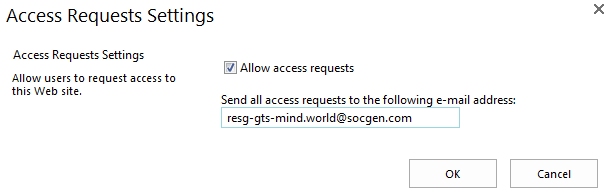 Access Requests Settings
Access Requests Settings
Allow users to request access to
this Web site.
Allow access requests
Send all access requests to the following e-mail address:
resg-gts-mind.world@socgen.com
OK
Cancel